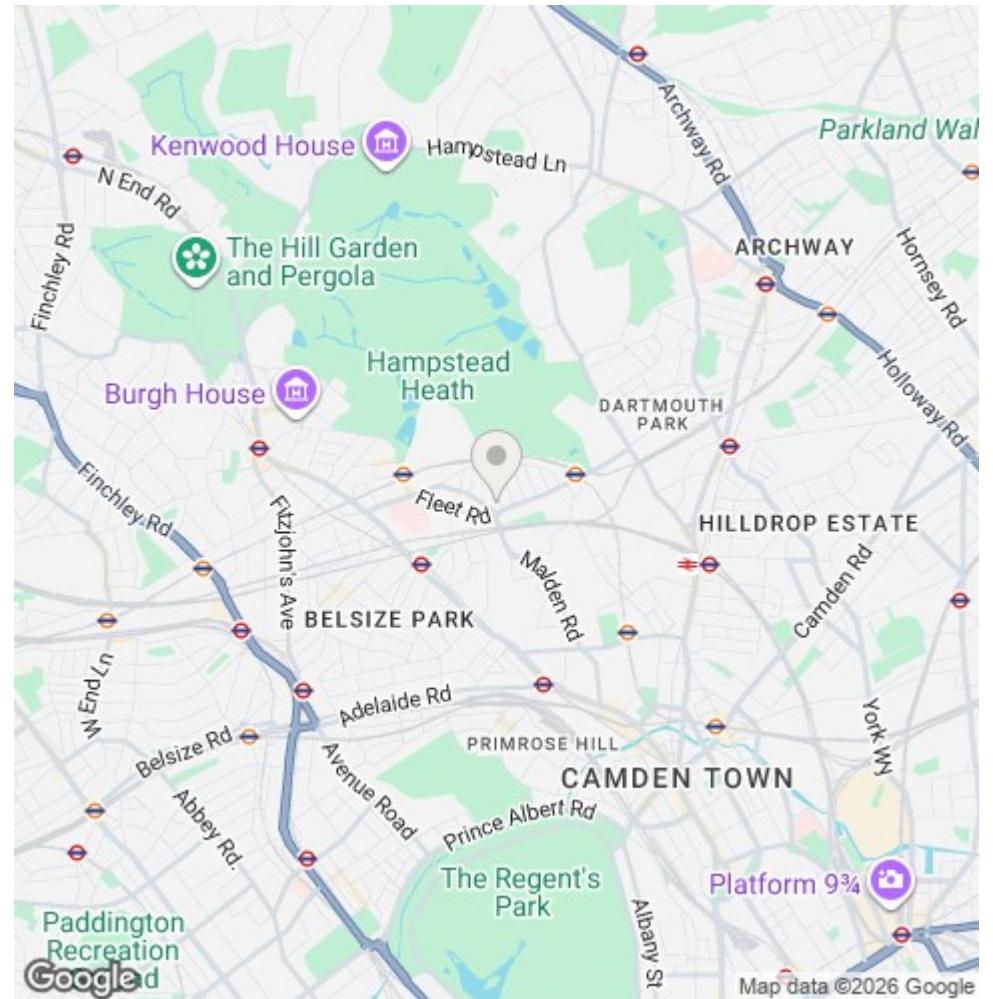 Archway Rd
Parkland Wal
Kenwood House
Hampstead Ln
N End Rd
Finchley Rd
The Hill Garden
and Pergola
ARCHWAY
Hornsey Rd
Hampstead
Heath
Burgh House
DARTMOUTH
PARK
Holloway Rd
Finchley Rd
Fitzjohn's Ave
Fleet Rd
HILLDROP ESTATE
Malden Rd
Camden Rd
BELSIZE PARK
W End Ln
Adelaide Rd
York Wy
Belsize Rd
Avenue Road
PRIMROSE HILL
CAMDEN TOWN
Abbey Rd.
Prince Albert Rd
The Regent's
Park
Platform 9¾
Albany St
Paddington
Recreation
Google
Map data ©2026 Google